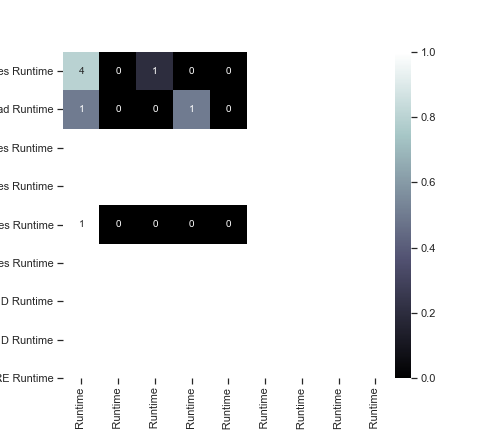 es Runtime
4 0 1 0 0
ad Runtime
1 0 0 1 0
es Runtime
es Runtime
es Runtime
1 0 0 0 0
es Runtime
D Runtime
D Runtime
RE Runtime
Runtime
Runtime
Runtime
Runtime
Runtime
Runtime
Runtime
Runtime
Runtime
1.0
0.8
0.6
0.4
0.2
0.0